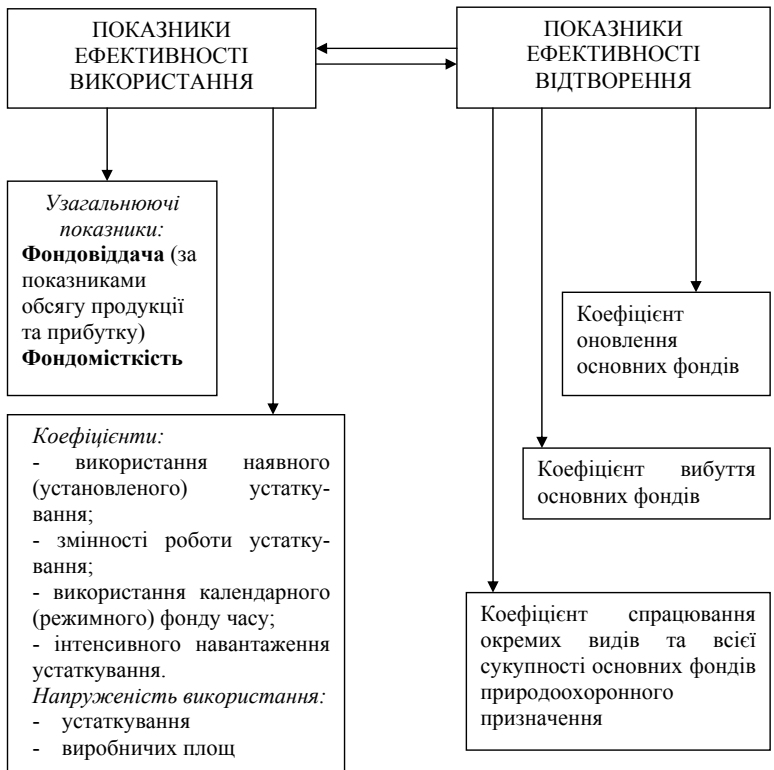 ПОКАЗНИКИ
ЕФЕКТИВНОСТІ
ВИКОРИСТАННЯ
ПОКАЗНИКИ
ЕФЕКТИВНОСТІ
ВІДТВОРЕННЯ
Узагальнюючі
показники:
Фондовіддача (за
показниками
обсягу продукції
та прибутку)
Фондомісткість
Коефіцієнти:
- використання наявного
(установленого) устатку-
вання;
- змінності роботи устатку-
вання;
- використання календарного
(режимного) фонду часу;
- інтенсивного навантаження
устаткування.
Напруженість використання:
- устаткування
- виробничих площ
Коефіцієнт
оновлення
основних фондів
Коефіцієнт вибуття
основних фондів
Коефіцієнт спрацювання
окремих видів та всієї
сукупності основних фондів
природоохоронного
призначення